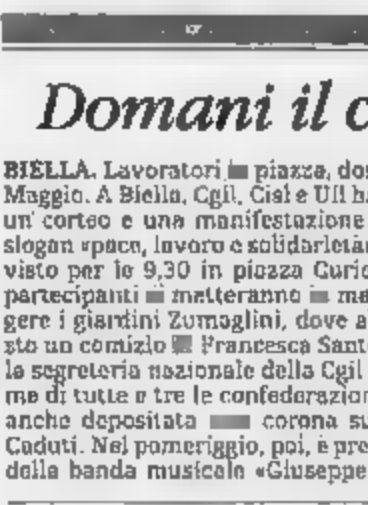 Domani il c
BIELLA. Lavoratori piazza, do
Maggio. A Biella, Cgil, Cisl e Uil h
un' corteo e una manifestazione
slogan «pace, lavoro e solidarietà
visto per le 9,30 in piazza Curi
partecipanti metteranno ma
gere i giardini Zumaglini, dove a
sto un comizio Francesca Sant
la segreteria nazionale della Cgil
me di tutte e tre le confederazion
anche depositata corona su
Caduti. Nel pomeriggio, poi, è pre
della banda musicale «Giuseppe